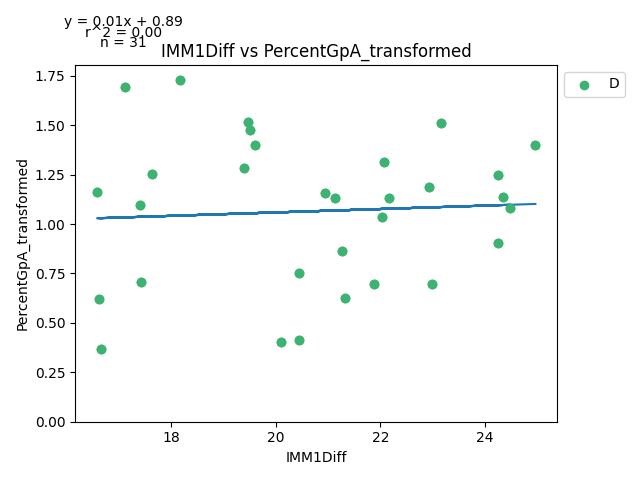 y = 0.01x + 0.89
r^2 = 0.00
n = 31
IMM1Diff vs PercentGpA_transformed
D
PercentGpA_transformed
1.75
1.50
1.25
1.00
0.75
0.50
0.25
0.00
18 20 22 24
IMM1Diff